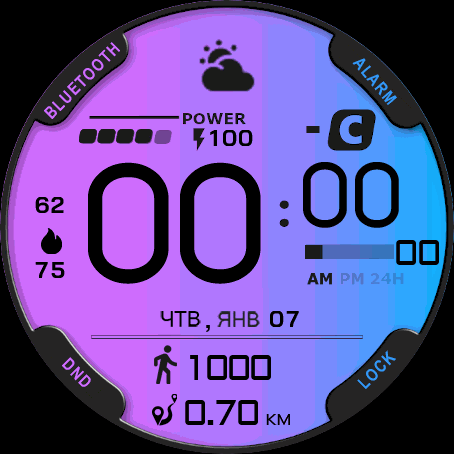 BLUETOOTH
ALARM
POWER
100
-C
62
75
00:00
00
AM PM 24H
ЧТВ, ЯНВ 07
1000
0.70 КМ
DND
LOCK